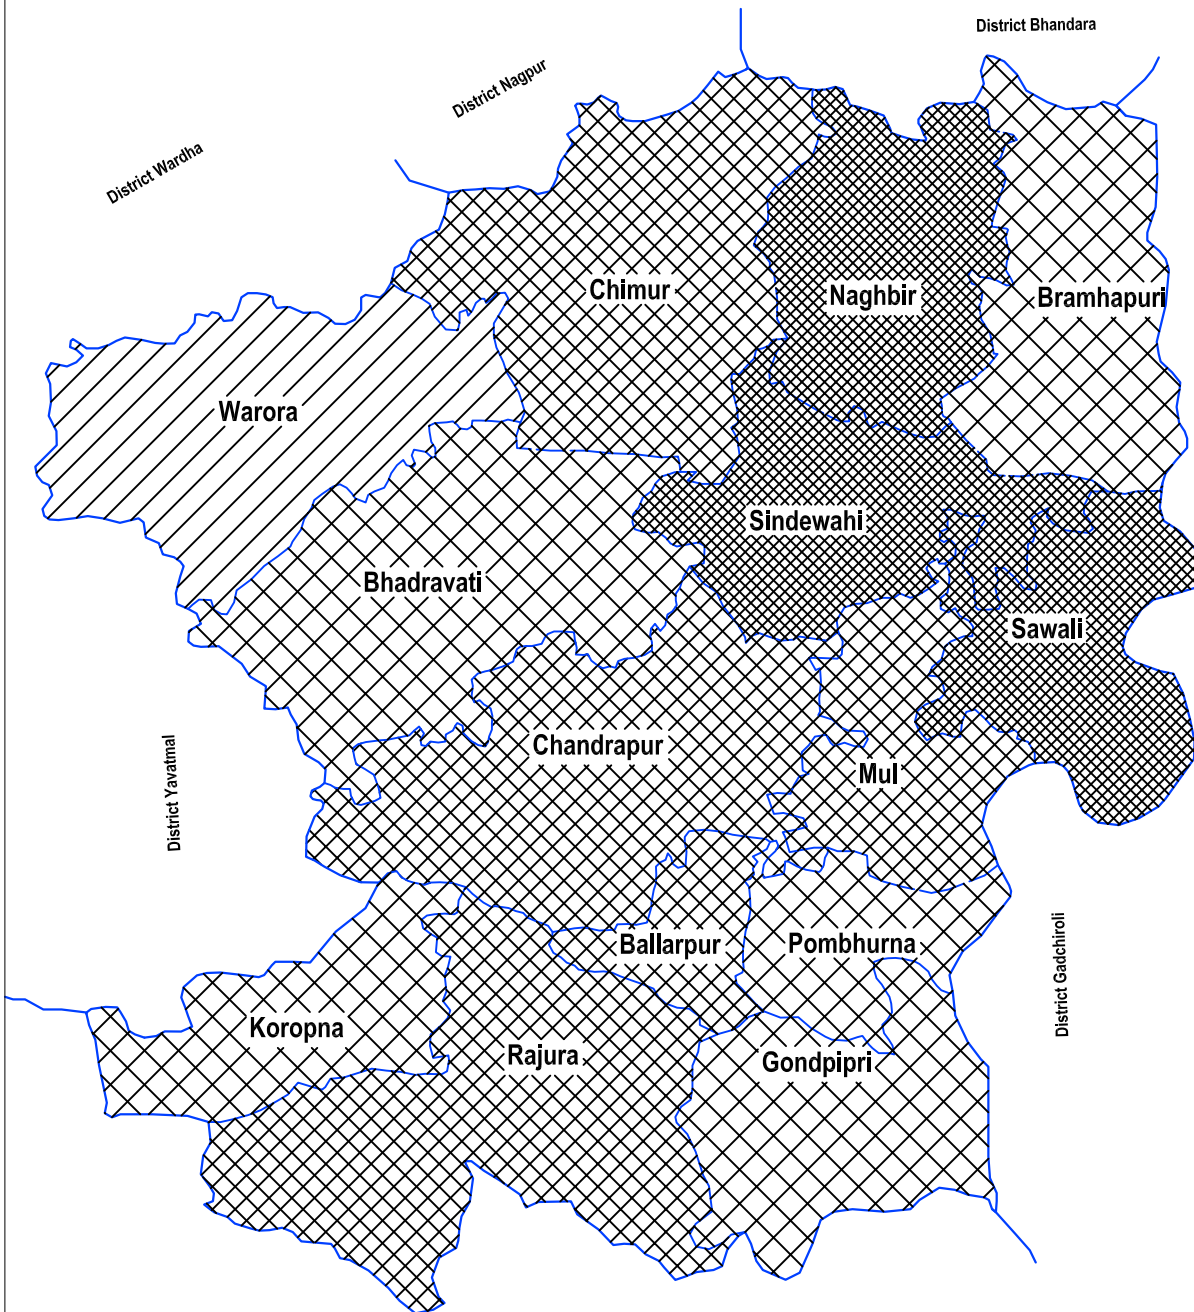 District Bhandara
District Nagpur
District Wardha
Chimur
Naghbir
Bramhapuri
Warora
Sindewahi
Bhadravati
Sawali
Chandrapur
Mul
District Yavatmal
Ballarpur
Pombhurna
District Gadchiroli
Koropna
Rajura
Gondpipri